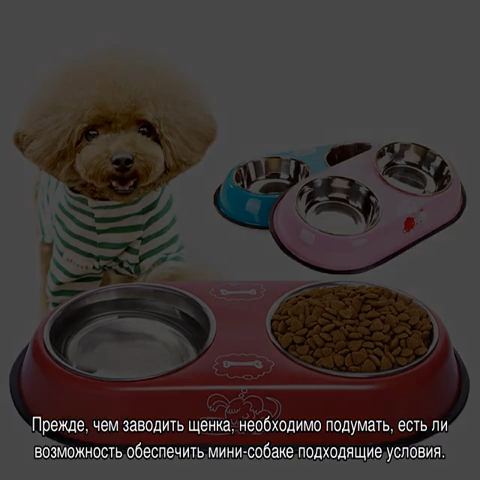 Прежде, чем заводить щенка, необходимо подумать, есть ли
возможность обеспечить мини-собаке подходящие условия.